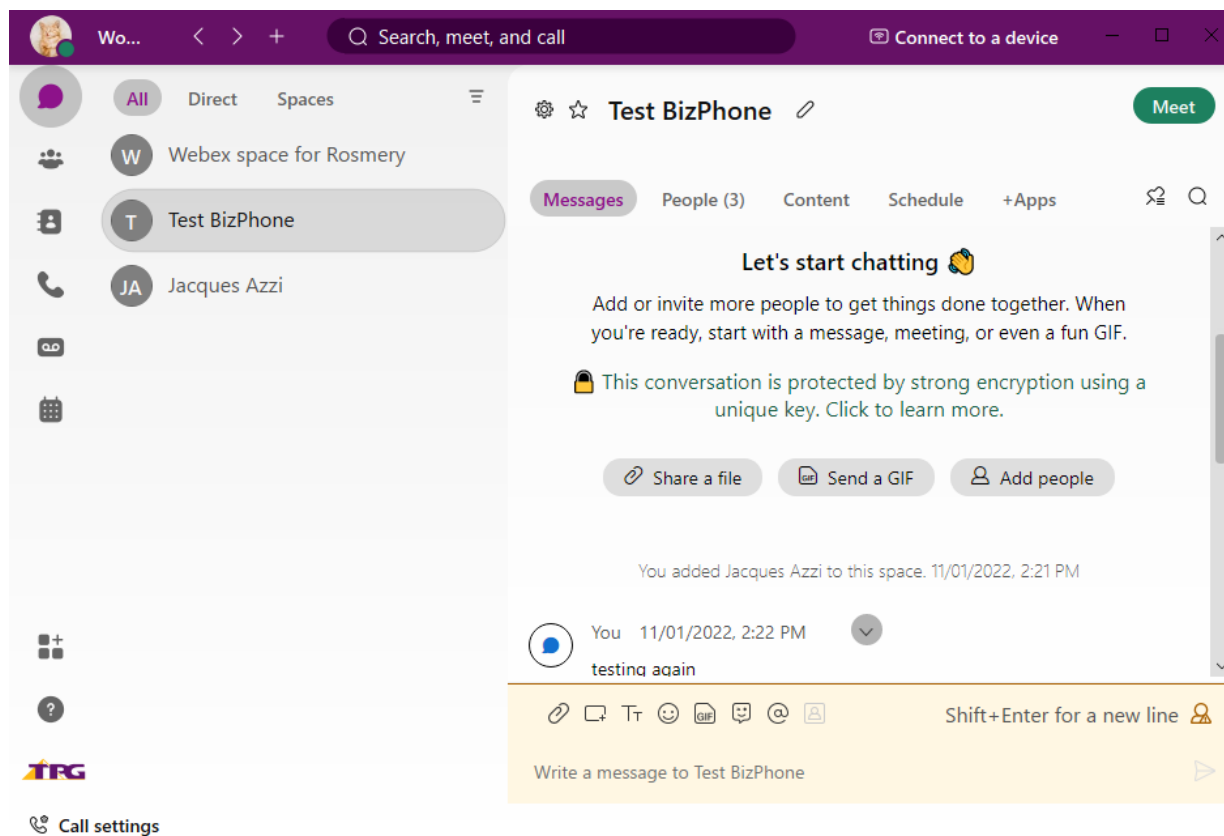 Wo...
Search, meet, and call
Connect to a device
All
Direct
Spaces
W
Webex space for Rosmery
T
Test BizPhone
JA
Jacques Azzi
TPG
Call settings
Test BizPhone
Meet
Messages
People (3)
Content
Schedule
+Apps
Let's start chatting
Add or invite more people to get things done together. When
you're ready, start with a message, meeting, or even a fun GIF.
This conversation is protected by strong encryption using a
unique key. Click to learn more.
Share a file
GIF
Send a GIF
Add people
You added Jacques Azzi to this space. 11/01/2022, 2:21 PM
You 11/01/2022, 2:22 PM
testing again
GIF
Shift+Enter for a new line
Write a message to Test BizPhone